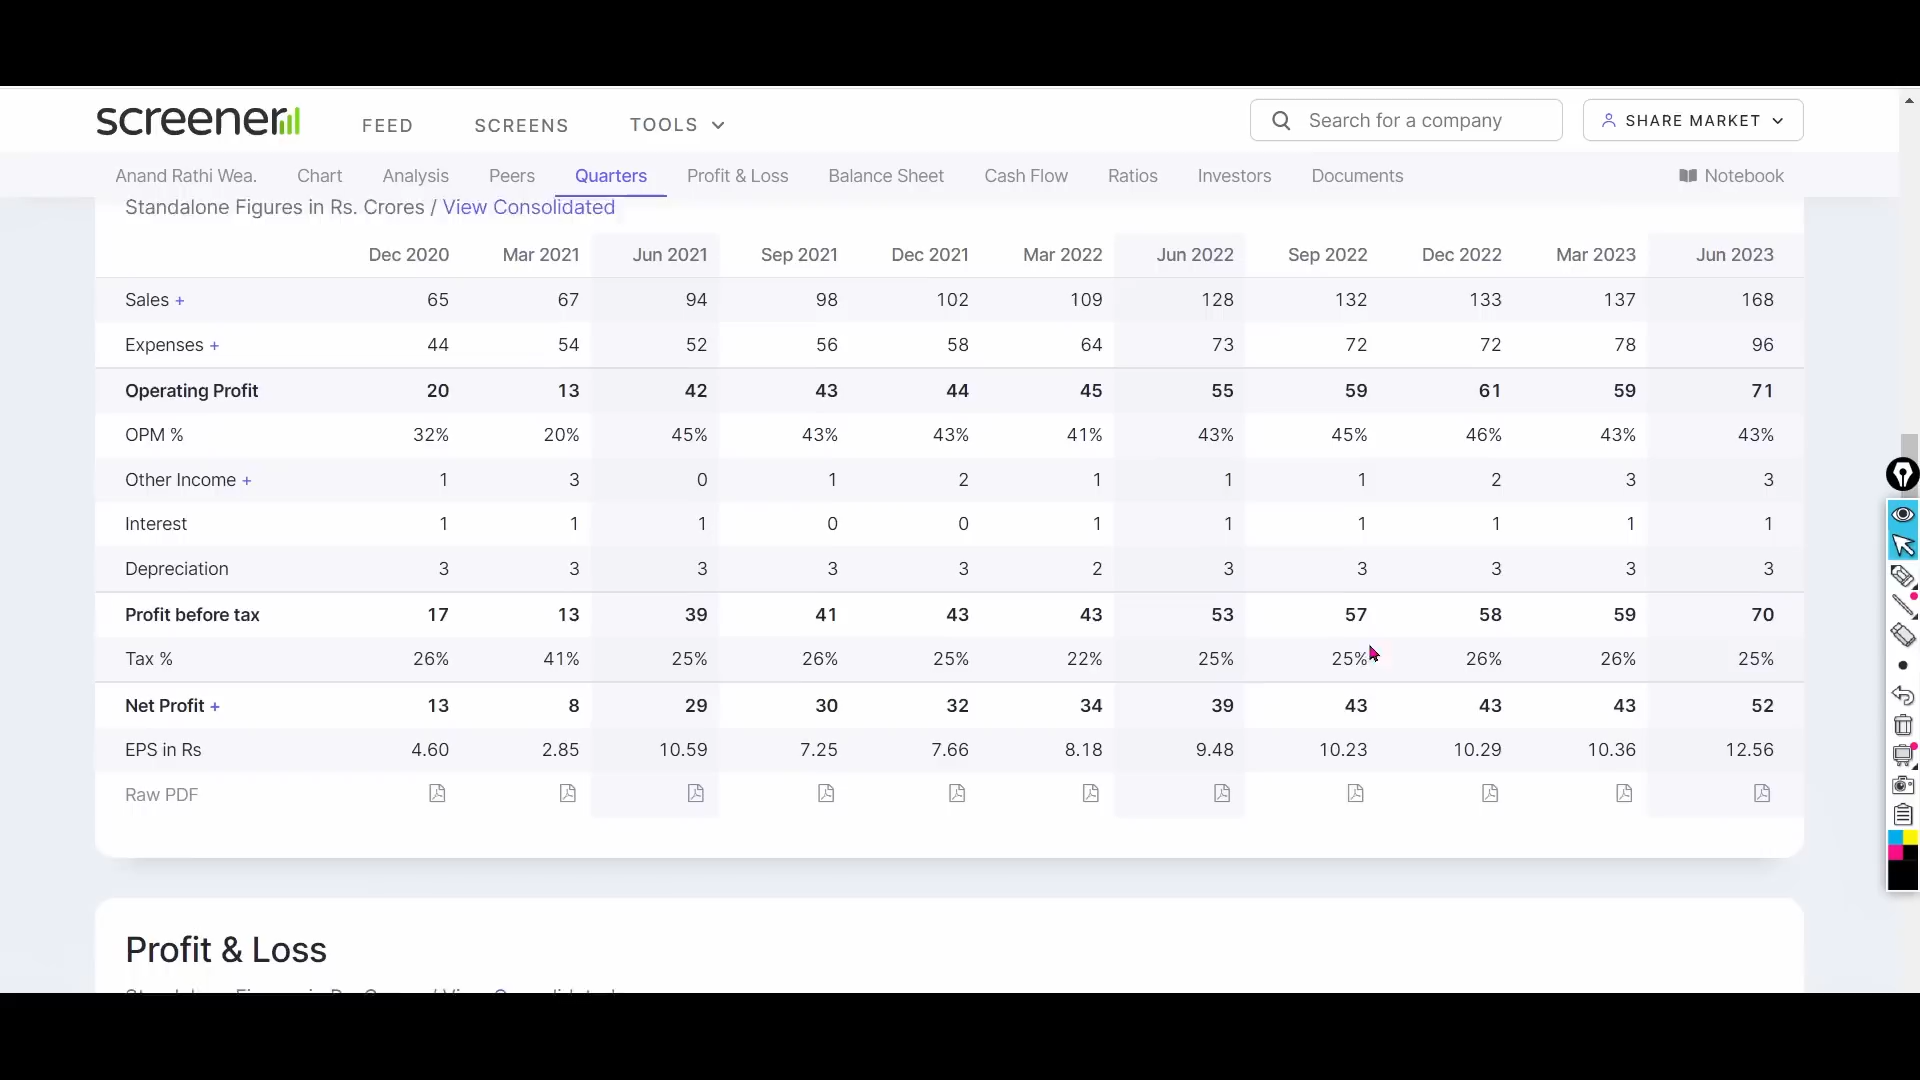 screener
FEED SCREENS TOOLS
Search for a company
SHARE MARKET
Anand Rathi Wea. Chart Analysis Peers Quarters Profit & Loss Balance Sheet Cash Flow Ratios Investors Documents Notebook
Standalone Figures in Rs. Crores / View Consolidated
Dec 2020 Mar 2021 Jun 2021 Sep 2021 Dec 2021 Mar 2022 Jun 2022 Sep 2022 Dec 2022 Mar 2023 Jun 2023
Sales + 65 67 94 98 102 109 128 132 133 137 168
Expenses + 44 54 52 56 58 64 73 72 72 78 96
Operating Profit 20 13 42 43 44 45 55 59 61 59 71
OPM % 32% 20% 45% 43% 43% 41% 43% 45% 46% 43% 43%
Other Income + 1 3 0 1 2 1 1 1 2 3 3
Interest 1 1 1 0 0 1 1 1 1 1 1
Depreciation 3 3 3 3 3 2 3 3 3 3 3
Profit before tax 17 13 39 41 43 43 53 57 58 59 70
Tax % 26% 41% 25% 26% 25% 22% 25% 25% 26% 26% 25%
Net Profit + 13 8 29 30 32 34 39 43 43 43 52
EPS in Rs 4.60 2.85 10.59 7.25 7.66 8.18 9.48 10.23 10.29 10.36 12.56
Raw PDF
Profit & Loss